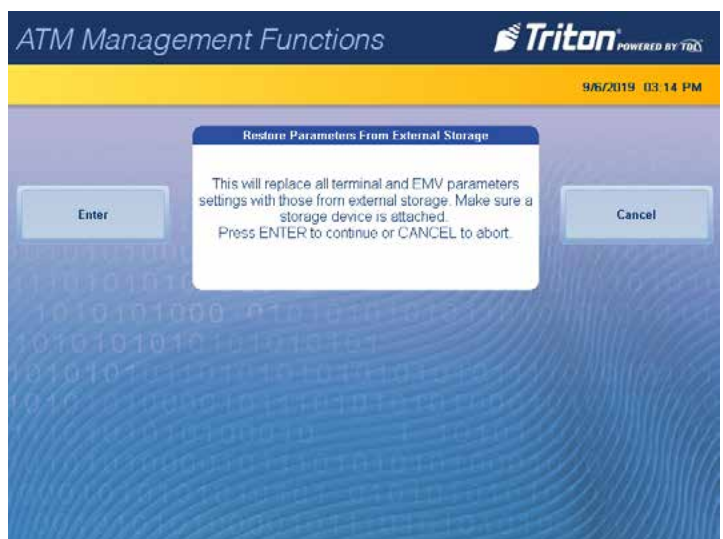 ATM Management Functions
Triton POWERED BY TDL
9/6/2019 03:14 PM
Restore Parameters From External Storage
This will replace all terminal and EMV parameters
settings with those from external storage. Make sure a
storage device is attached.
Press ENTER to continue or CANCEL to abort.
Enter
Cancel